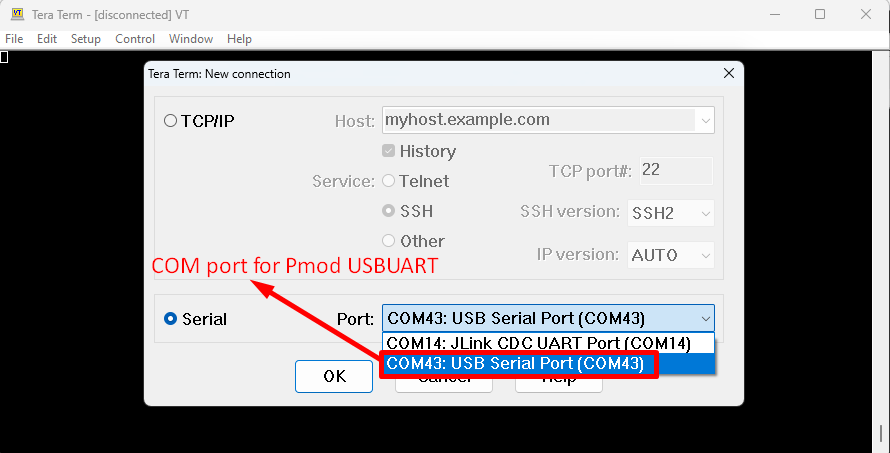 Tera Term - [disconnected] VT
File Edit Setup Control Window Help
Tera Term: New connection
TCP/IP
Host: myhost.example.com
History
Service: Telnet
TCP port#: 22
SSH
SSH version: SSH2
Other
IP version: AUTO
COM port for Pmod USBUART
Serial
Port: COM43: USB Serial Port (COM43)
COM14: JLink CDC UART Port (COM14)
COM43: USB Serial Port (COM43)
OK Cancel Help